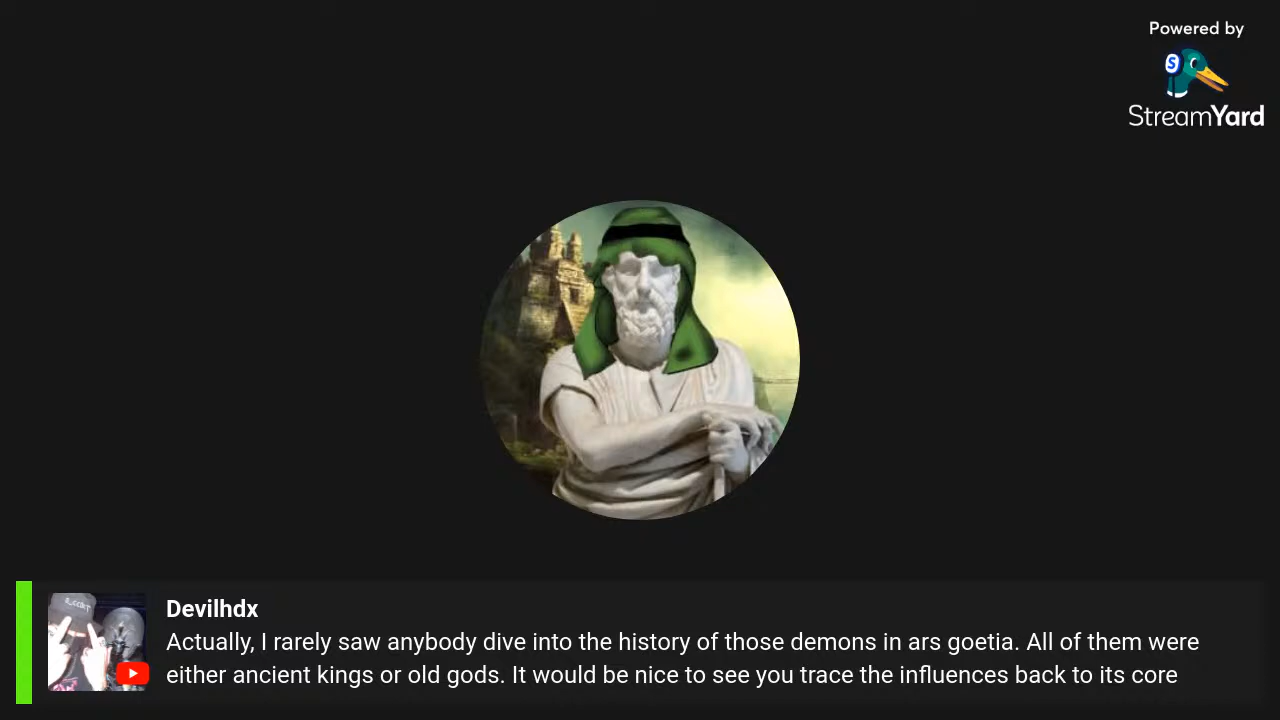 Powered by
StreamYard
Devilhdx
Actually, I rarely saw anybody dive into the history of those demons in ars goetia. All of them were
either ancient kings or old gods. It would be nice to see you trace the influences back to its core